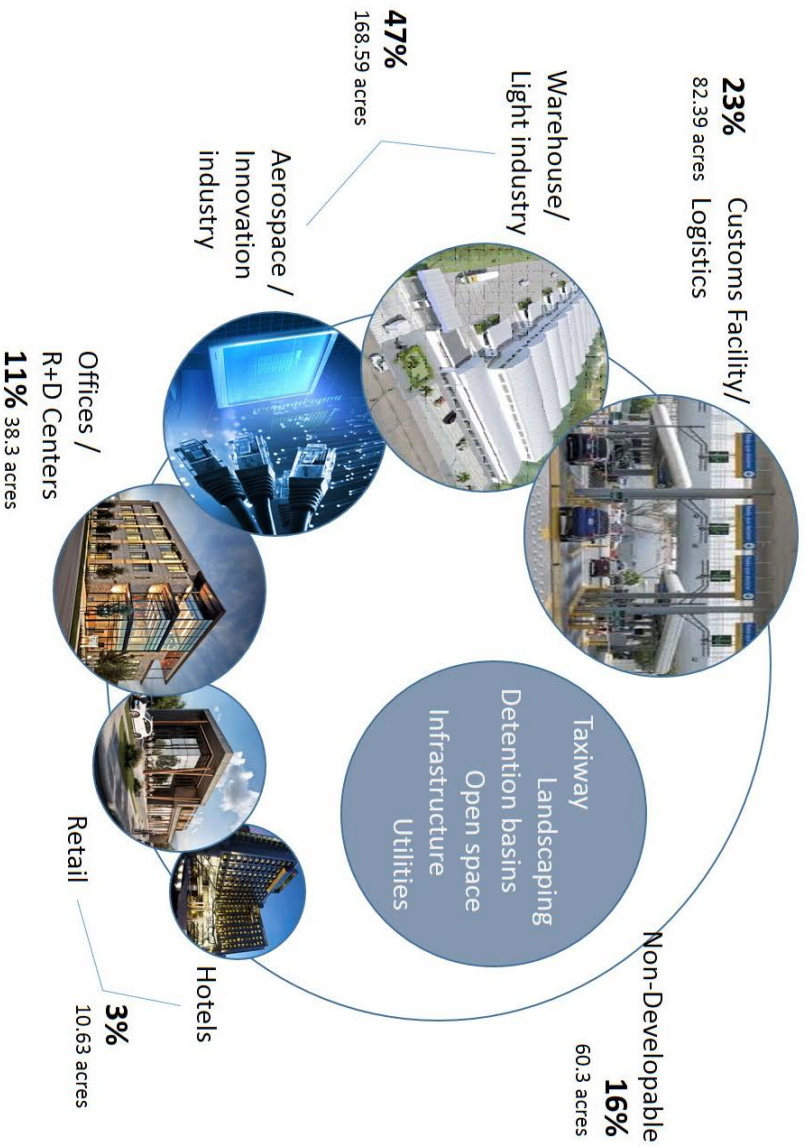 23%
82.39 acres
Customs Facility/
Logistics
47%
168.59 acres
Warehouse/
Light industry
Aerospace /
Innovation
industry
Offices /
R+D Centers
11% 38.3 acres
Retail
Hotels
3%
10.63 acres
Non-Developable
16%
60.3 acres
Taxiway
Landscaping
Detention basins
Open space
Infrastructure
Utilities